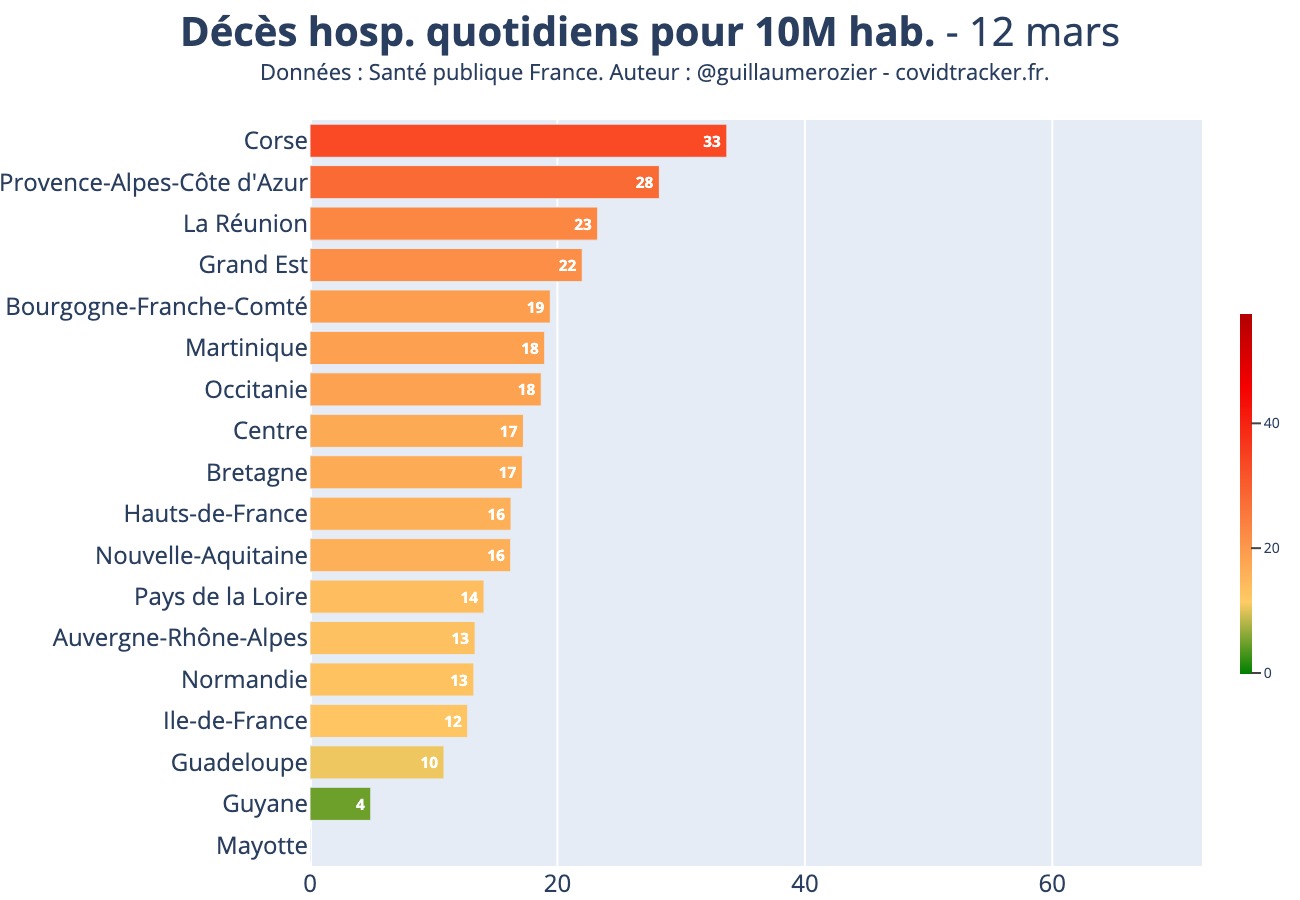 Décès hosp. quotidiens pour 10M hab. - 12 mars
Données : Santé publique France. Auteur : @guillaumerozier - covidtracker.fr.
Corse 33
Provence-Alpes-Côte d'Azur 28
La Réunion 23
Grand Est 22
Bourgogne-Franche-Comté 19
Martinique 18
Occitanie 18
Centre 17
Bretagne 17
Hauts-de-France 16
Nouvelle-Aquitaine 16
Pays de la Loire 14
Auvergne-Rhône-Alpes 13
Normandie 13
Ile-de-France 12
Guadeloupe 10
Guyane 4
Mayotte
0 20 40 60
40
20
0